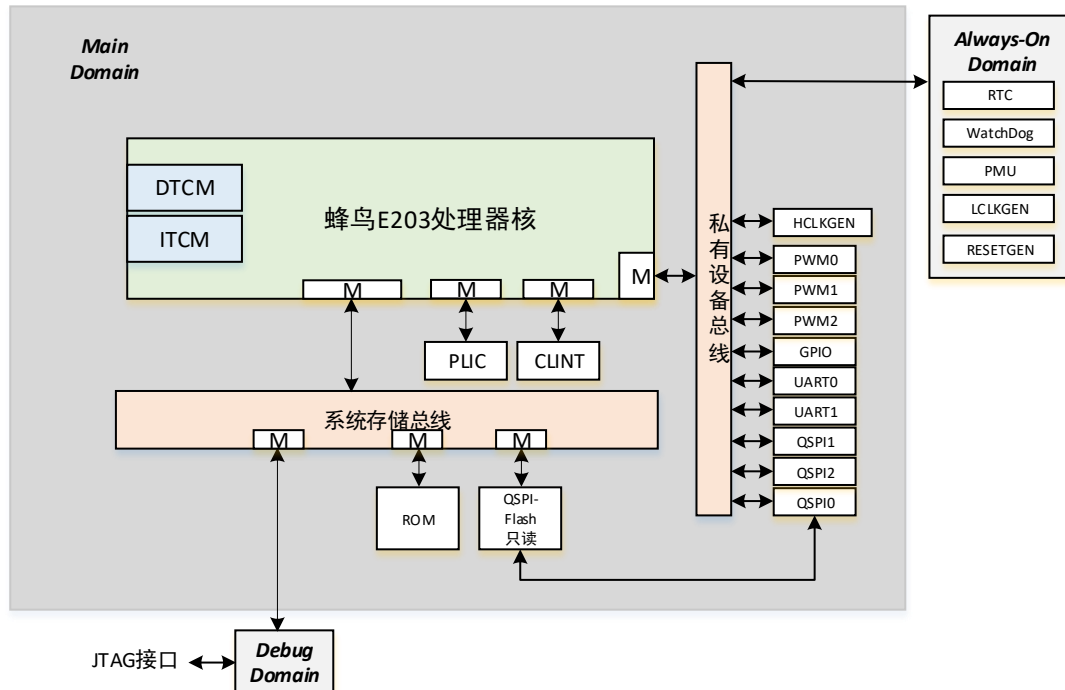 Main
Domain
Always-On
Domain
RTC
WatchDog
PMU
LCLKGEN
RESETGEN
DTCM
ITCM
蜂鸟E203处理器核
M
M
M
M
PLIC
CLINT
私有设备总线
HCLKGEN
PWM0
PWM1
PWM2
GPIO
UART0
UART1
QSPI1
QSPI2
QSPI0
系统存储总线
M
M
M
ROM
QSPI-
Flash
只读
JTAG接口
Debug
Domain